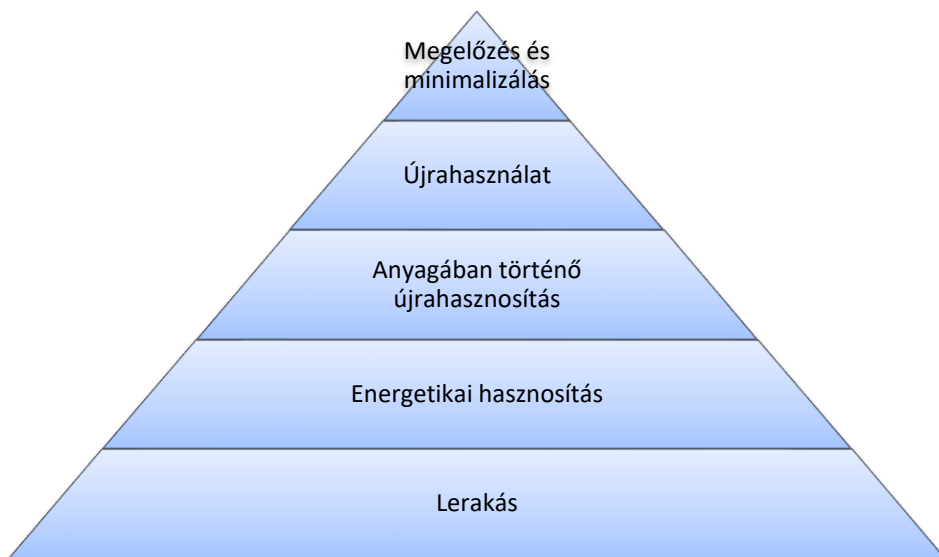 Megelőzés és
minimalizálás
Újrahasználat
Anyagában történő
újrahasznosítás
Energetikai hasznosítás
Lerakás